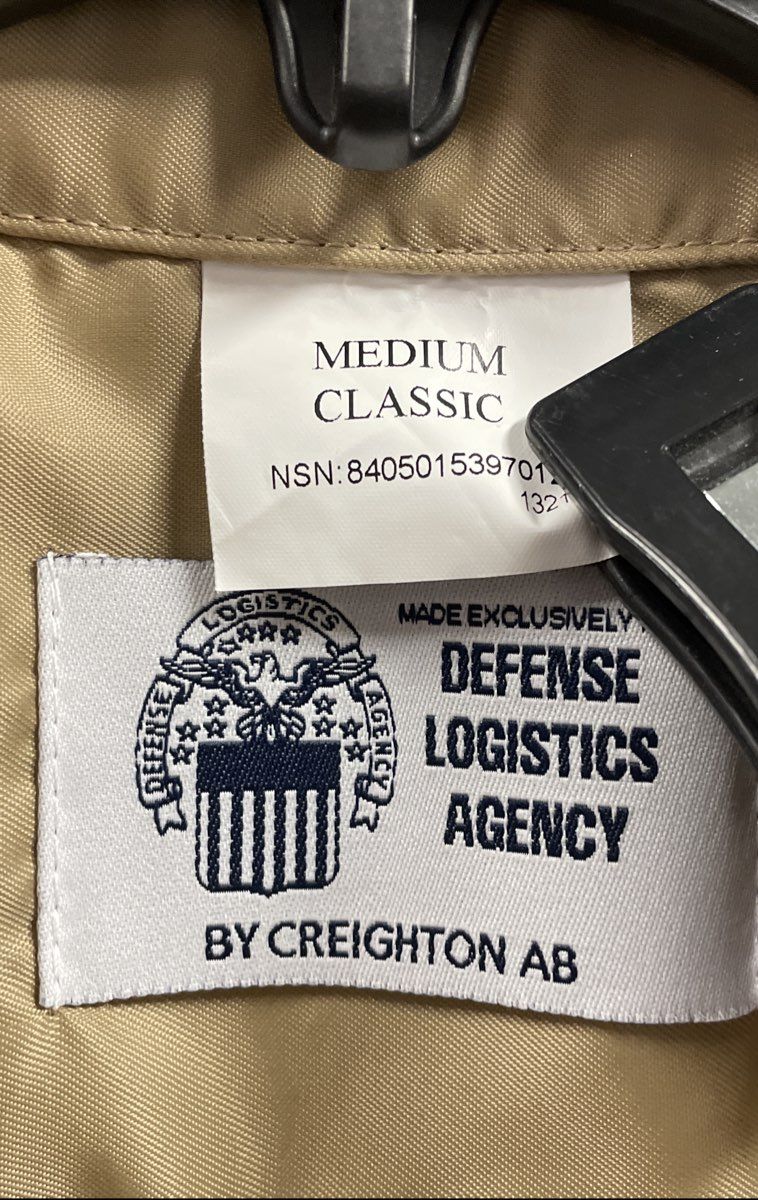 MEDIUM
CLASSIC
NSN:840501539701
132
LOGISTICS
DEFENSE
AGENCY
MADE EXCLUSIVELY
DEFENSE
LOGISTICS
AGENCY
BY CREIGHTON AB